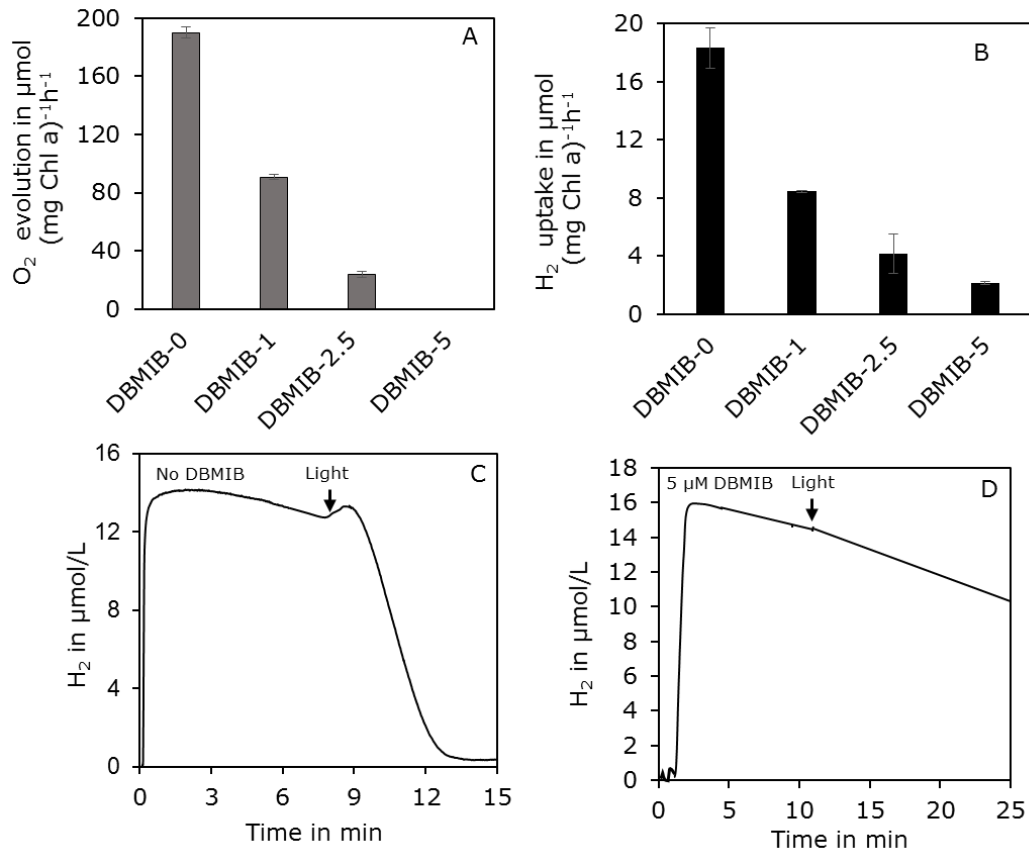 A
O₂ evolution in µmol
(mg Chl a)⁻¹h⁻¹
200
160
120
80
40
0
DBMIB-0
DBMIB-1
DBMIB-2.5
DBMIB-5
B
H₂ uptake in µmol
(mg Chl a)⁻¹h⁻¹
20
16
12
8
4
0
DBMIB-0
DBMIB-1
DBMIB-2.5
DBMIB-5
C
No DBMIB
Light
H₂ in µmol/L
16
12
8
4
0
0 3 6 9 12 15
Time in min
D
5 µM DBMIB
Light
H₂ in µmol/L
18
16
14
12
10
8
6
4
2
0
0 5 10 15 20 25
Time in min